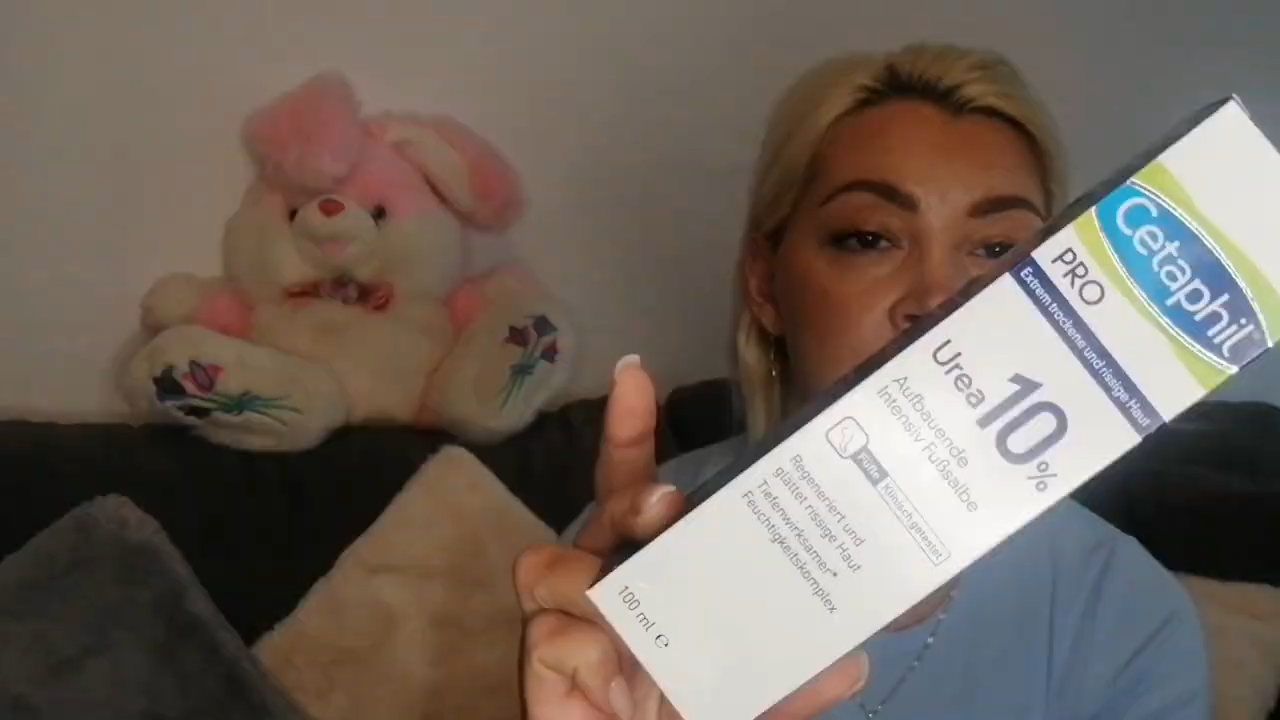 Cetaphil
PRO
Extrem trockene und rissige Haut
Urea 10%
Aufbauende
Intensiv Fußsalbe
Füße Klinisch getestet
Regeneriert und
glättet rissige Haut
Tiefenwirksamer*
Feuchtigkeitskomplex
100 ml ℮